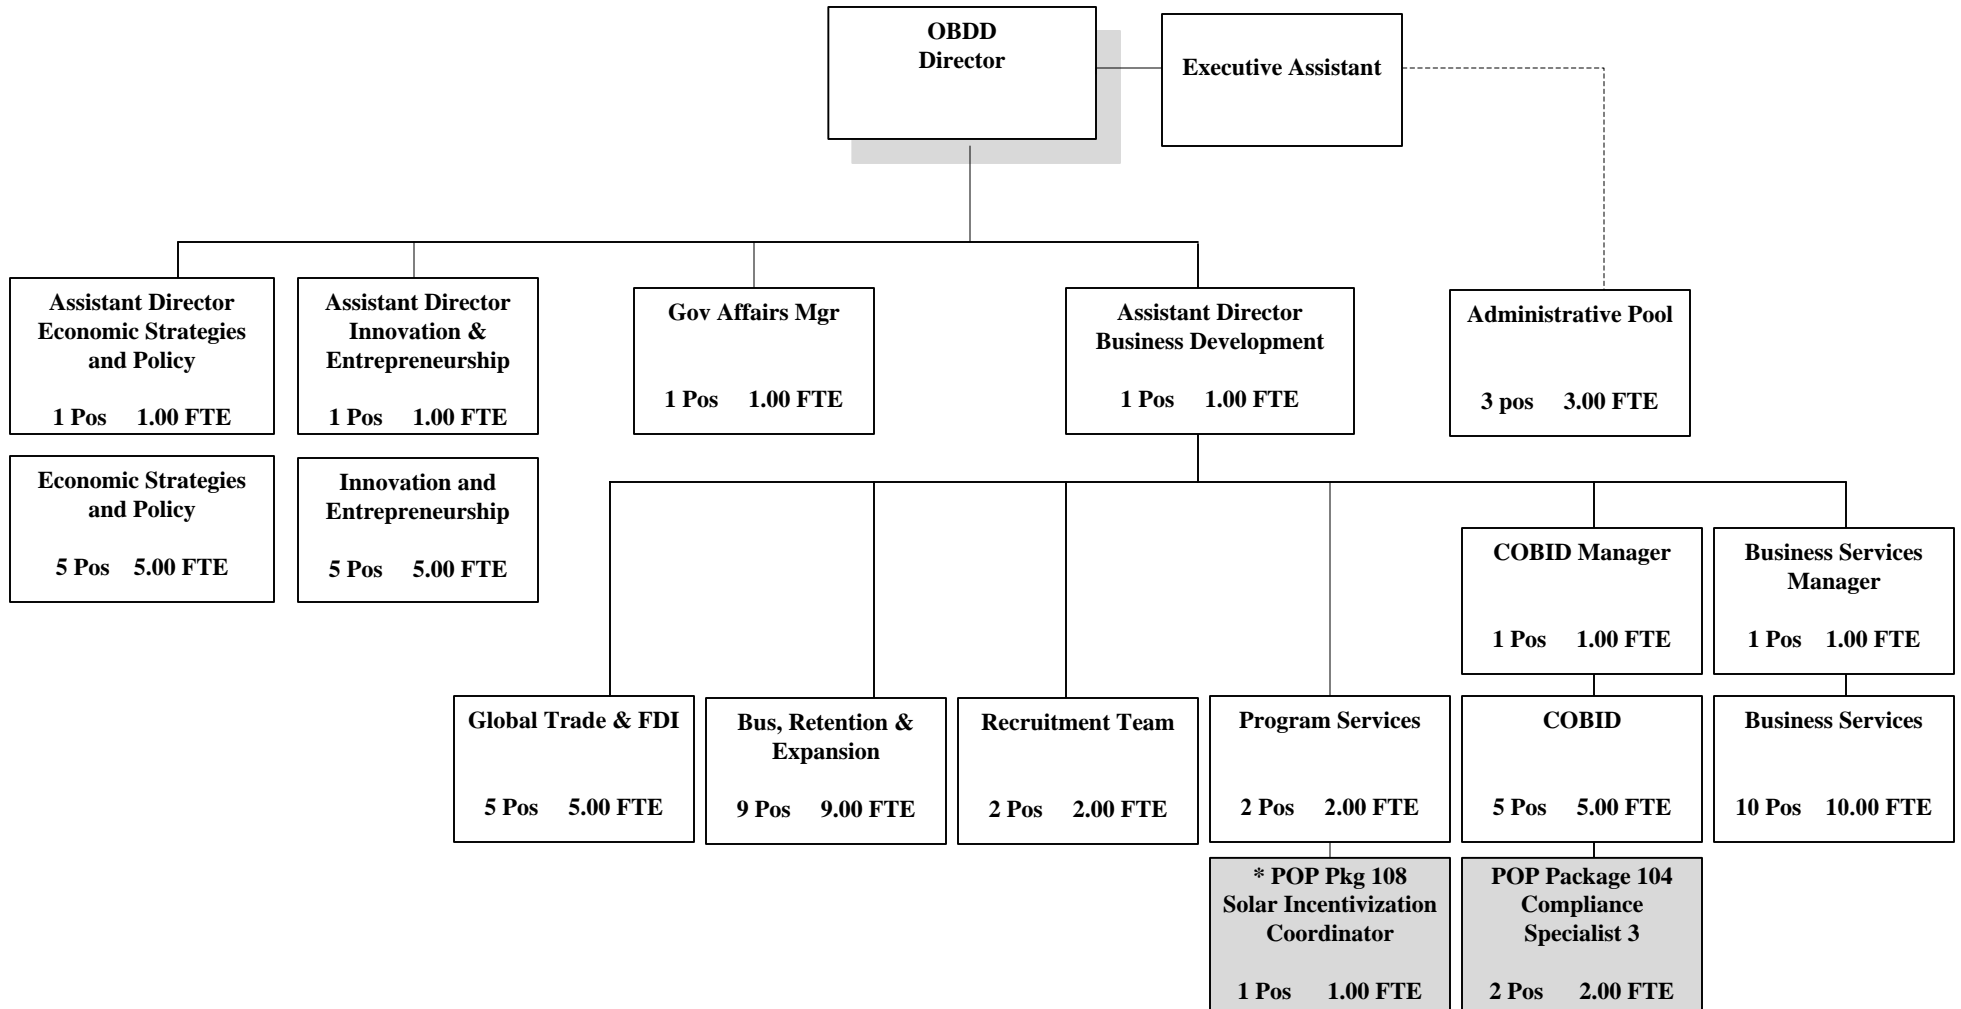 OBDD
Director
Executive Assistant
Assistant Director
Economic Strategies
and Policy
1 Pos 1.00 FTE
Assistant Director
Innovation &
Entrepreneurship
1 Pos 1.00 FTE
Gov Affairs Mgr
1 Pos 1.00 FTE
Assistant Director
Business Development
1 Pos 1.00 FTE
Administrative Pool
3 pos 3.00 FTE
Economic Strategies
and Policy
5 Pos 5.00 FTE
Innovation and
Entrepreneurship
5 Pos 5.00 FTE
COBID Manager
1 Pos 1.00 FTE
Business Services
Manager
1 Pos 1.00 FTE
Global Trade & FDI
5 Pos 5.00 FTE
Bus, Retention &
Expansion
9 Pos 9.00 FTE
Recruitment Team
2 Pos 2.00 FTE
Program Services
2 Pos 2.00 FTE
COBID
5 Pos 5.00 FTE
Business Services
10 Pos 10.00 FTE
* POP Pkg 108
Solar Incentivization
Coordinator
1 Pos 1.00 FTE
POP Package 104
Compliance
Specialist 3
2 Pos 2.00 FTE